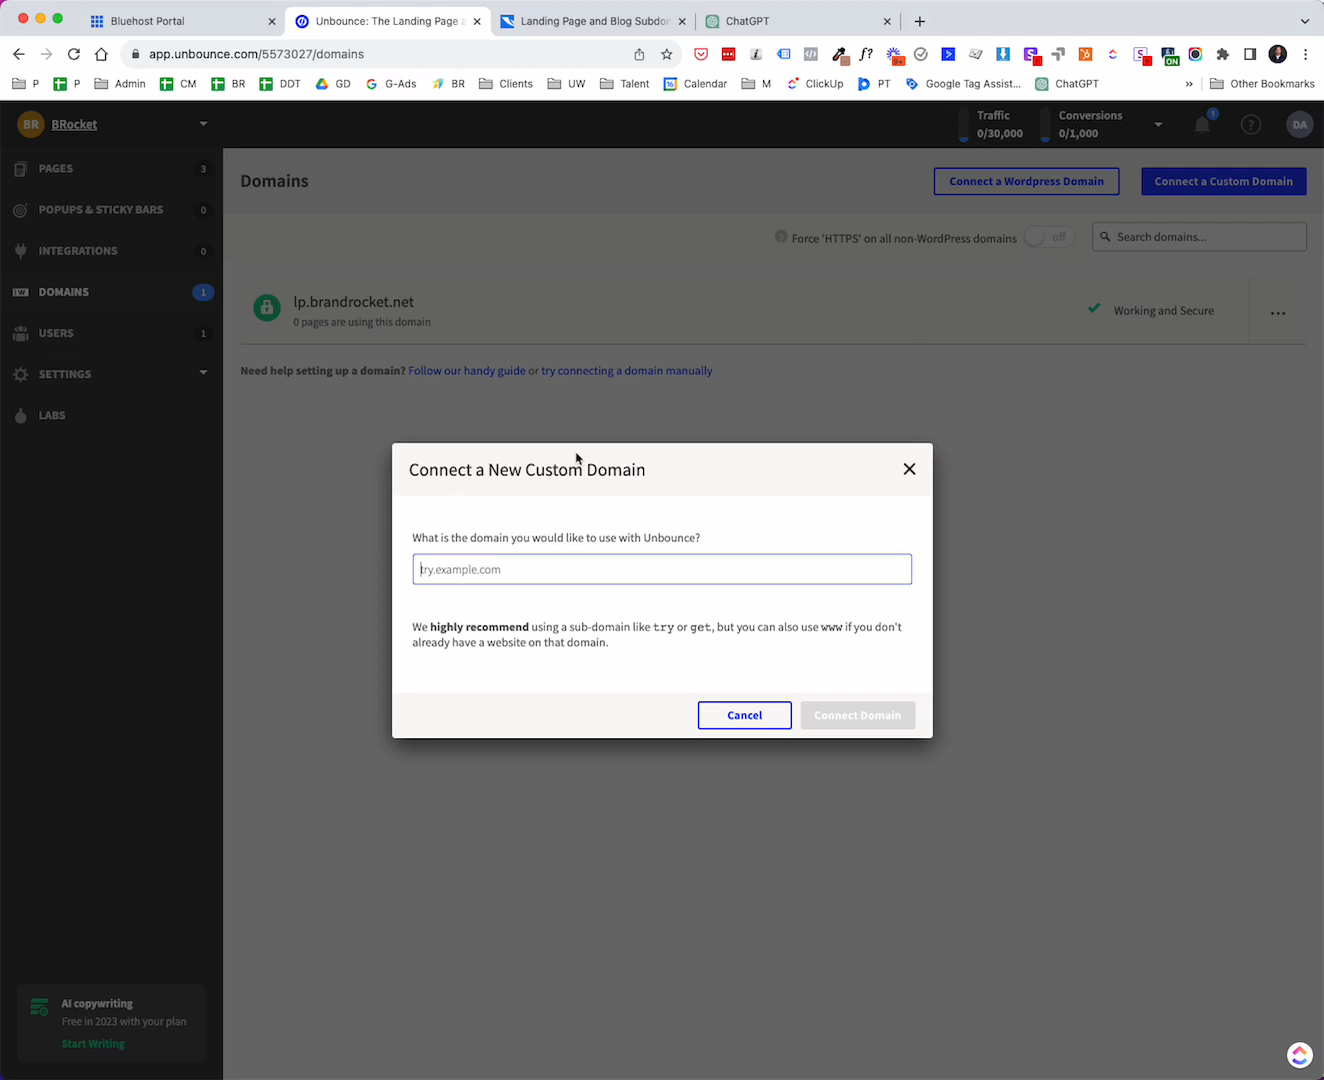 Bluehost Portal
Unbounce: The Landing Page a
Landing Page and Blog Subdor
ChatGPT
app.unbounce.com/5573027/domains
P
P
Admin
CM
BR
DDT
GD
G-Ads
BR
Clients
UW
Talent
Calendar
M
ClickUp
PT
Google Tag Assist...
ChatGPT
»
Other Bookmarks
BR
BRocket
Traffic
0/30,000
Conversions
0/1,000
1
?
DA
PAGES
3
POPUPS & STICKY BARS
0
INTEGRATIONS
0
DOMAINS
1
USERS
1
SETTINGS
LABS
Domains
Connect a Wordpress Domain
Connect a Custom Domain
Force 'HTTPS' on all non-WordPress domains
off
Search domains...
lp.brandrocket.net
0 pages are using this domain
Working and Secure
...
Need help setting up a domain? Follow our handy guide or try connecting a domain manually
Connect a New Custom Domain
What is the domain you would like to use with Unbounce?
try.example.com
We highly recommend using a sub-domain like try or get, but you can also use www if you don't
already have a website on that domain.
Cancel
Connect Domain
AI copywriting
Free in 2023 with your plan
Start Writing